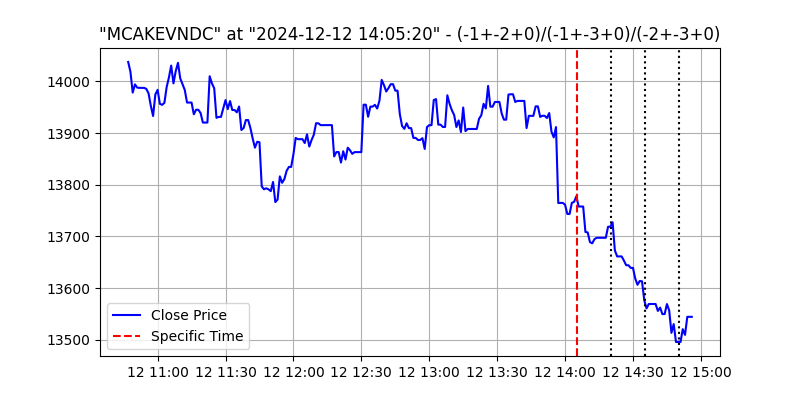 "MCAKEVNDC" at "2024-12-12 14:05:20" - (-1+-2+0)/(-1+-3+0)/(-2+-3+0)
14000
13900
13800
13700
13600
13500
Close Price
Specific Time
12 11:00 12 11:30 12 12:00 12 12:30 12 13:00 12 13:30 12 14:00 12 14:30 12 15:00